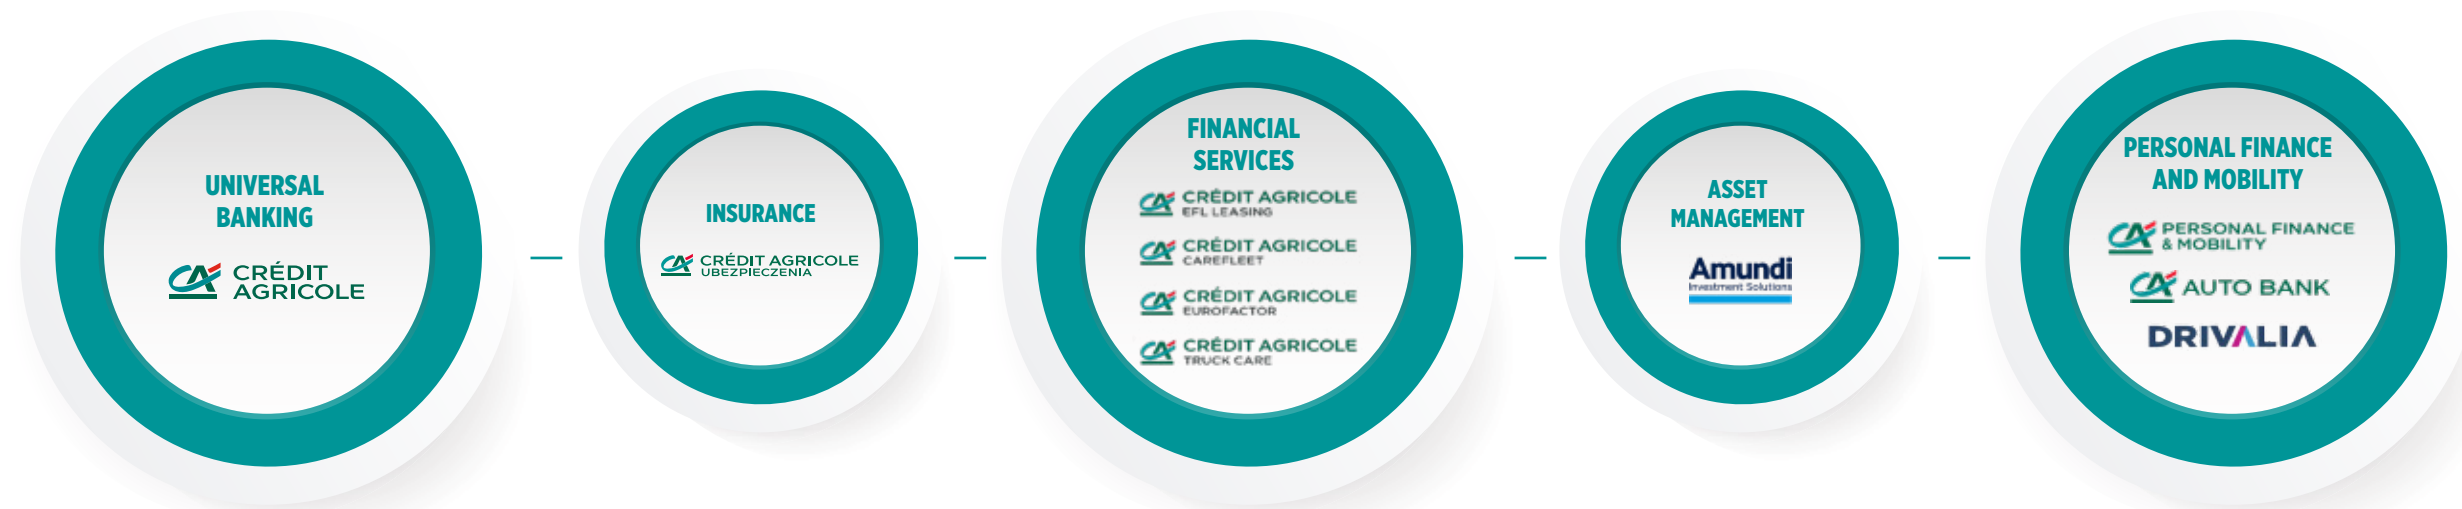 UNIVERSAL
BANKING
CRÉDIT
AGRICOLE
INSURANCE
CRÉDIT AGRICOLE
UBEZPIECZENIA
FINANCIAL
SERVICES
CRÉDIT AGRICOLE
EFL LEASING
CRÉDIT AGRICOLE
CAREFLEET
CRÉDIT AGRICOLE
EUROFACTOR
CRÉDIT AGRICOLE
TRUCK CARE
ASSET
MANAGEMENT
Amundi
Investment Solutions
PERSONAL FINANCE
AND MOBILITY
CA PERSONAL FINANCE
& MOBILITY
CA AUTO BANK
DRIVALIA